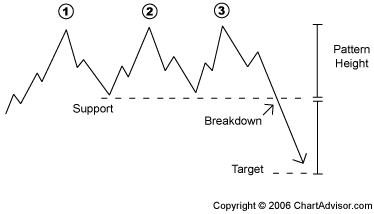 1 2 3
Pattern
Height
Support
Breakdown
Target
Copyright © 2006 ChartAdvisor.com